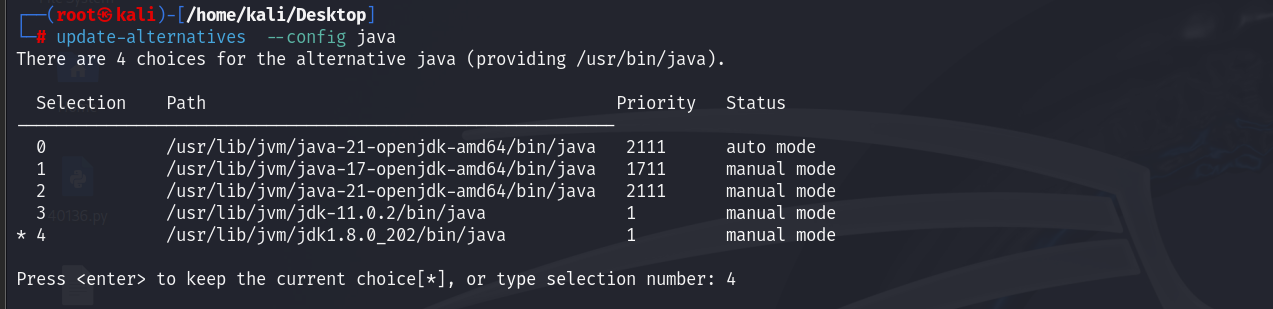 ┌──(root㉿kali)-[/home/kali/Desktop]
└─# update-alternatives --config java
There are 4 choices for the alternative java (providing /usr/bin/java).
Selection Path Priority Status
------------------------------------------------------------
0 /usr/lib/jvm/java-21-openjdk-amd64/bin/java 2111 auto mode
1 /usr/lib/jvm/java-17-openjdk-amd64/bin/java 1711 manual mode
2 /usr/lib/jvm/java-21-openjdk-amd64/bin/java 2111 manual mode
3 /usr/lib/jvm/jdk-11.0.2/bin/java 1 manual mode
40136.py
* 4 /usr/lib/jvm/jdk1.8.0_202/bin/java 1 manual mode
Press <enter> to keep the current choice[*], or type selection number: 4